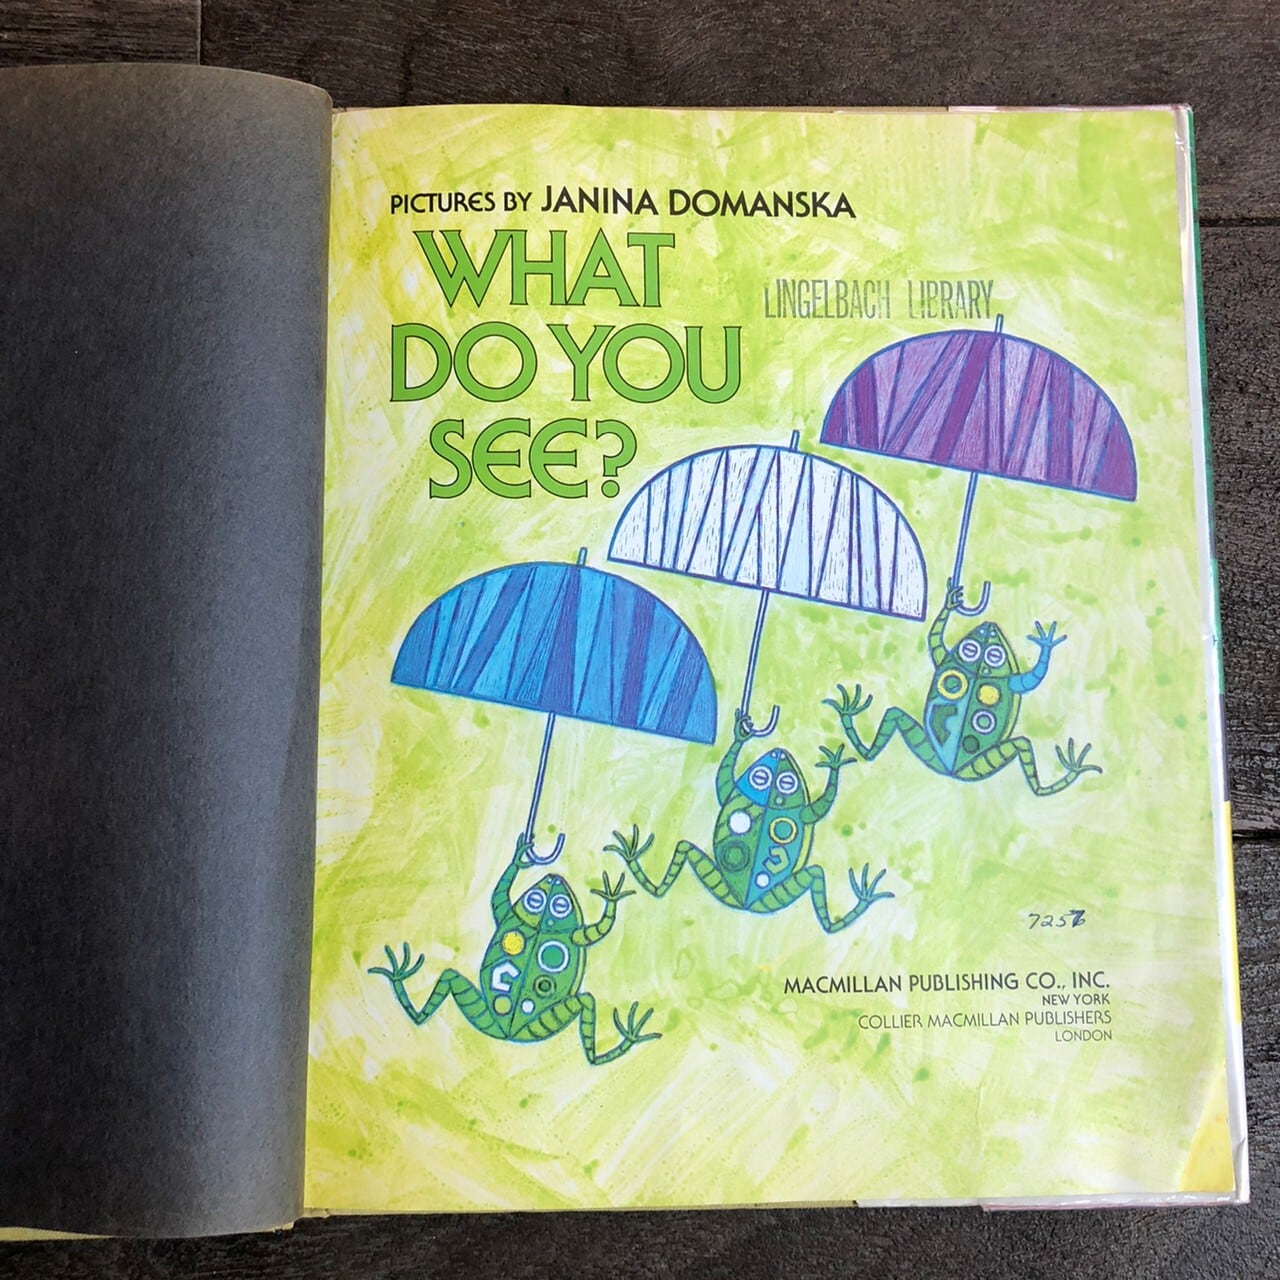 PICTURES BY JANINA DOMANSKA
WHAT
DO YOU
SEE?
LINGELBACH LIBRARY
7257
MACMILLAN PUBLISHING CO., INC.
NEW YORK
COLLIER MACMILLAN PUBLISHERS
LONDON